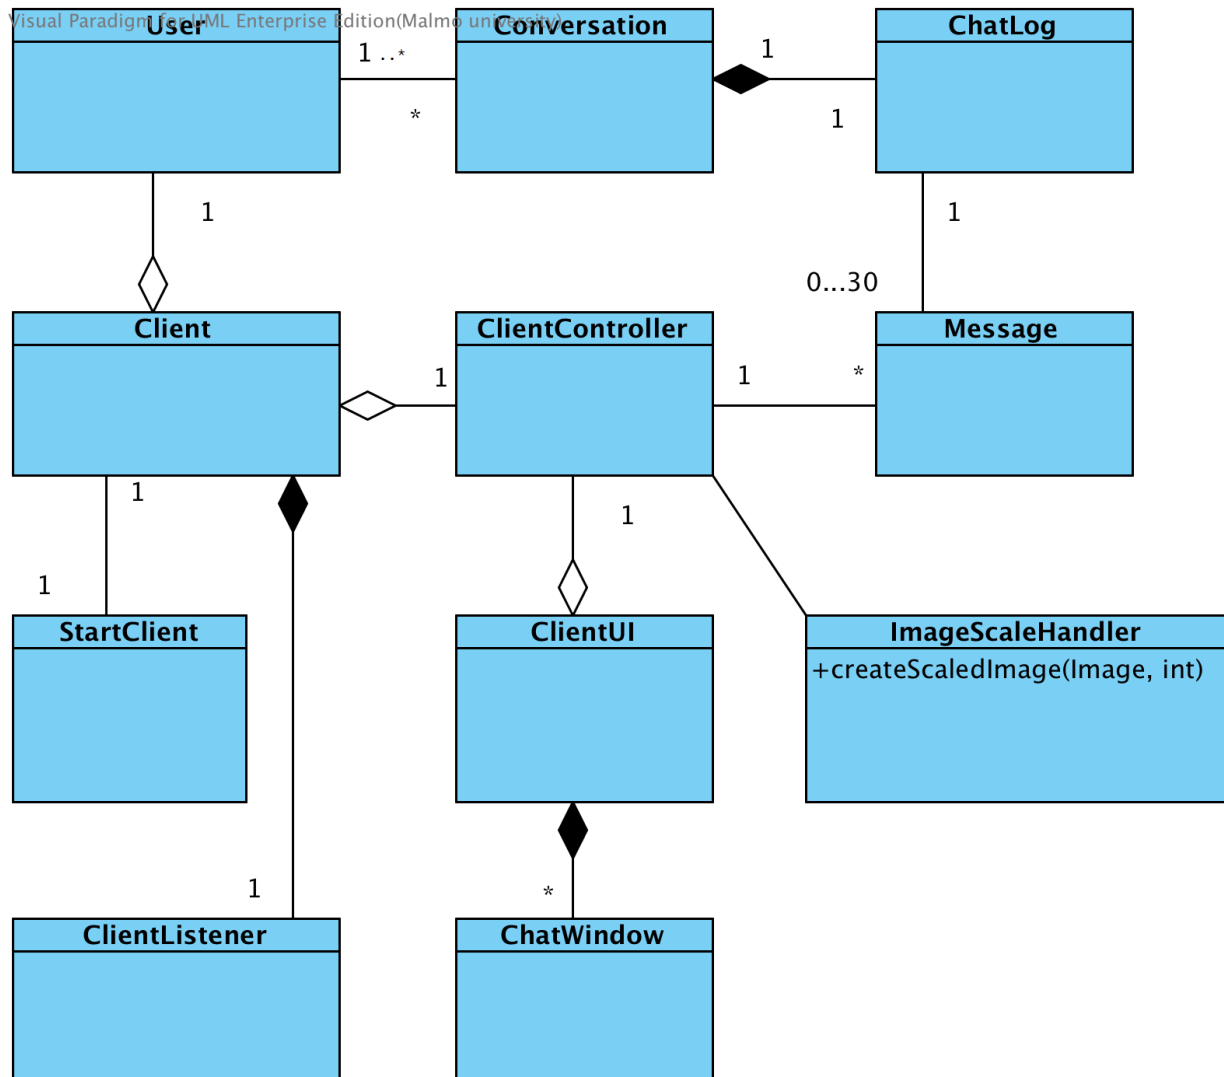 Visual Paradigm for UML Enterprise Edition(Malmo university)
User
Conversation
ChatLog
1 ..*
*
1
1
1
1
0...30
Client
ClientController
Message
1
1
*
1
1
1
StartClient
ClientUI
ImageScaleHandler
+createScaledImage(Image, int)
1
*
ClientListener
ChatWindow